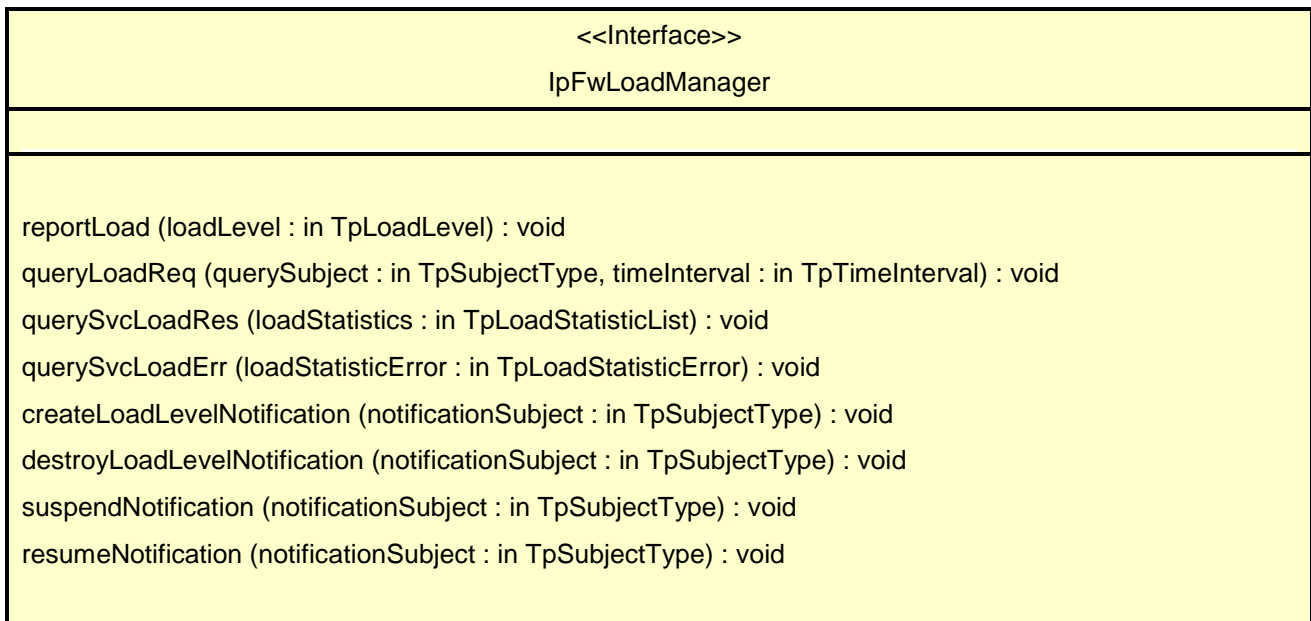 <<Interface>>
IpFwLoadManager
reportLoad (loadLevel : in TpLoadLevel) : void
queryLoadReq (querySubject : in TpSubjectType, timeInterval : in TpTimeInterval) : void
querySvcLoadRes (loadStatistics : in TpLoadStatisticList) : void
querySvcLoadErr (loadStatisticError : in TpLoadStatisticError) : void
createLoadLevelNotification (notificationSubject : in TpSubjectType) : void
destroyLoadLevelNotification (notificationSubject : in TpSubjectType) : void
suspendNotification (notificationSubject : in TpSubjectType) : void
resumeNotification (notificationSubject : in TpSubjectType) : void